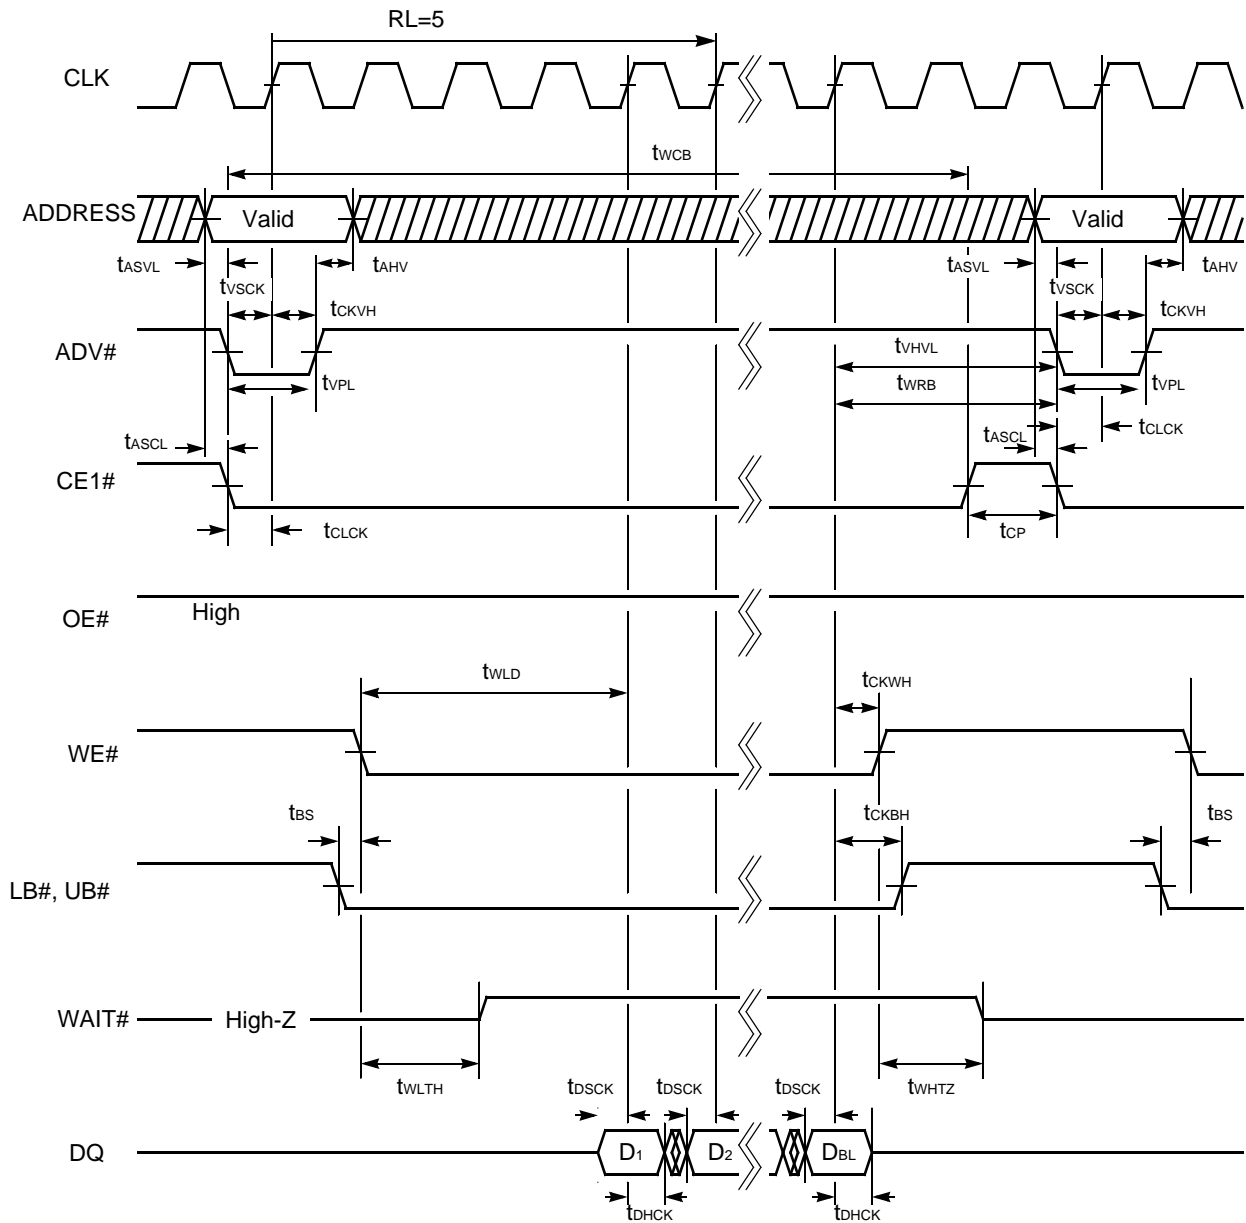 RL=5
CLK
tWCB
ADDRESS
Valid
Valid
tASVL
tAHV
tASVL
tAHV
tVSCK
tVSCK
tCKVH
tCKVH
ADV#
tVHVL
tVPL
tWRB
tVPL
tASCL
tASCL
tCLCK
CE1#
tCLCK
tCP
OE#
High
tWLD
tCKWH
WE#
tBS
tCKBH
tBS
LB#, UB#
WAIT#
High-Z
tWLTH
tWHTZ
tDSCK
tDSCK
tDSCK
DQ
D1
D2
DBL
tDHCK
tDHCK